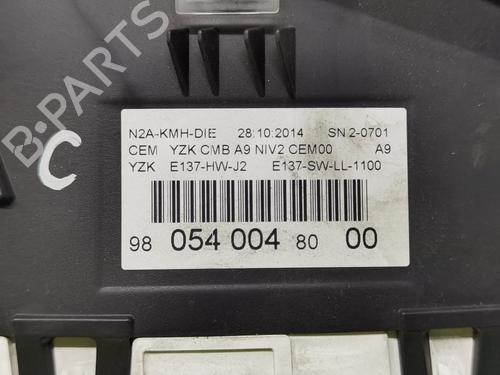 B-PARTS
C
N2A-KMH-DIE 28:10:2014 SN 2-0701
CEM YZK CMB A9 NIV2 CEM00 A9
YZK E137-HW-J2 E137-SW-LL-1100
98 054 004 80 00